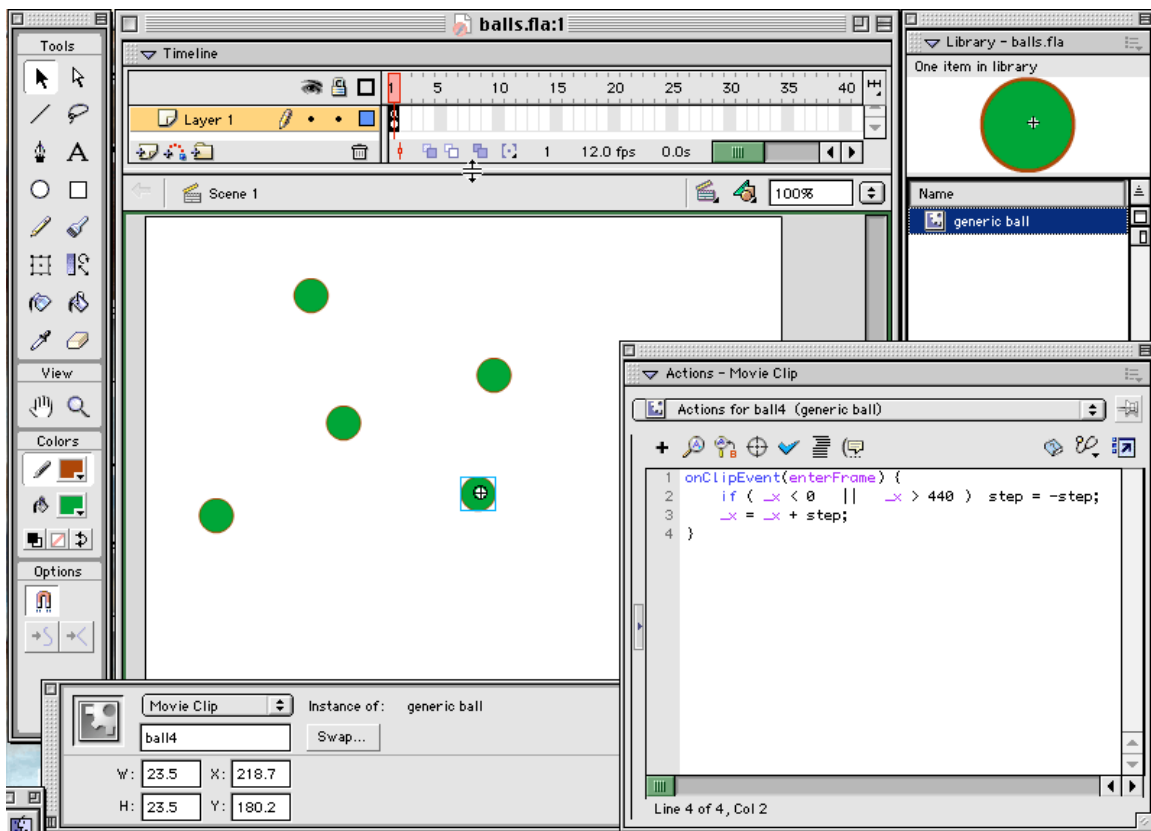 Tools
View
Colors
Options
balls.fla:1
Timeline
1 5 10 15 20 25 30 35 40
Layer 1
1 12.0 fps 0.0s
Scene 1
100%
Library - balls.fla
One item in library
Name
generic ball
Actions - Movie Clip
Actions for ball4 (generic ball)
1 onClipEvent(enterFrame) {
2 if ( _x < 0 || _x > 440 ) step = -step;
3 _x = _x + step;
4 }
Line 4 of 4, Col 2
Movie Clip
Instance of: generic ball
ball4
Swap...
W: 23.5 X: 218.7
H: 23.5 Y: 180.2